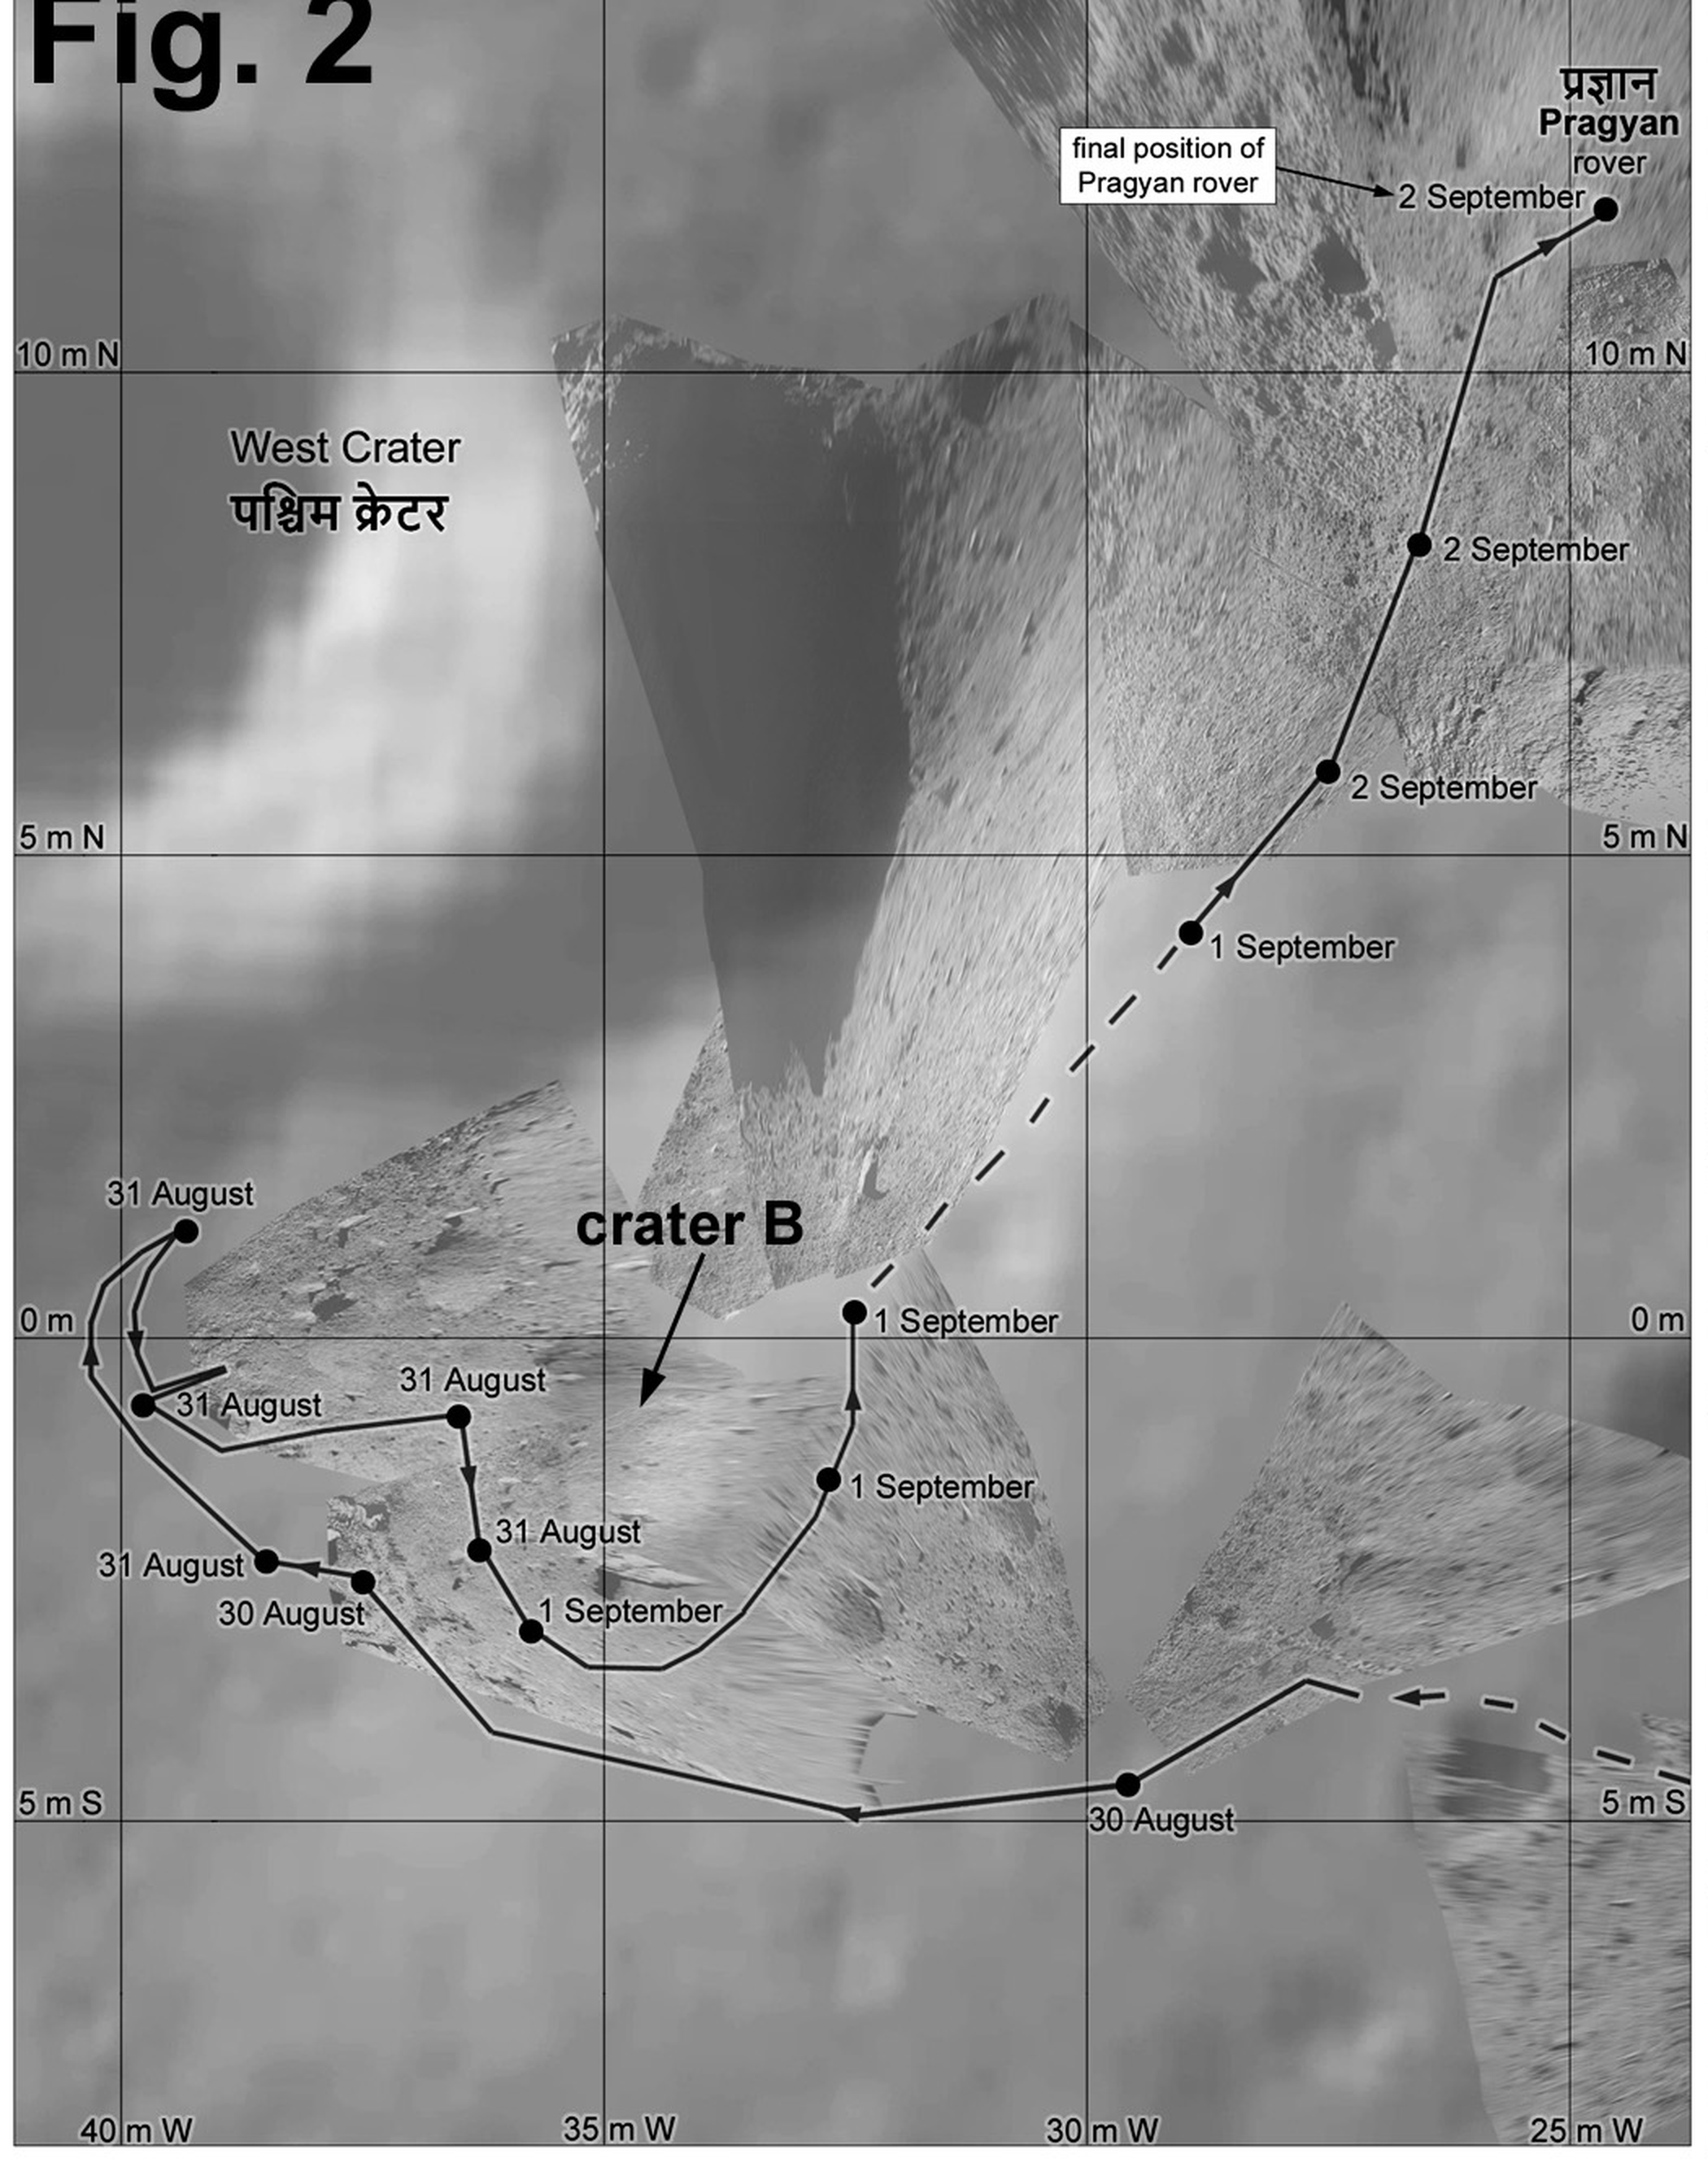 Fig. 2
प्रज्ञान
Pragyan
rover
final position of
Pragyan rover
2 September
10 m N
10 m N
West Crater
पश्चिम क्रेटर
2 September
2 September
5 m N
5 m N
1 September
31 August
crater B
0 m
1 September
0 m
31 August
31 August
1 September
31 August
31 August
1 September
30 August
5 m S
5 m S
30 August
40 m W
35 m W
30 m W
25 m W